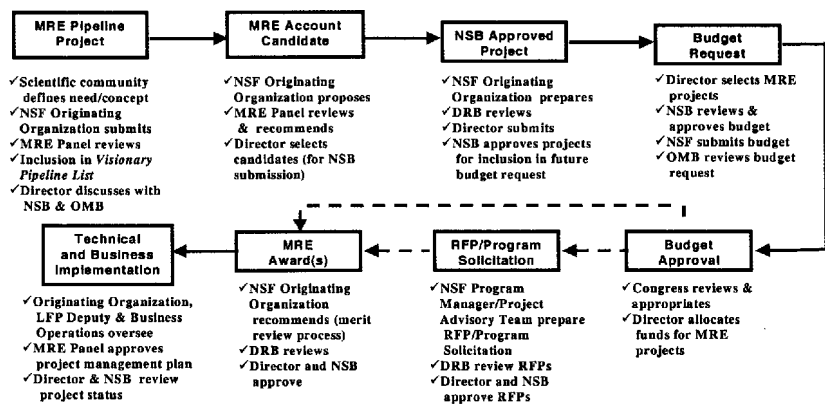 MRE Pipeline
Project
✓Scientific community
defines need/concept
✓NSF Originating
Organization submits
✓MRE Panel reviews
✓Inclusion in Visionary
Pipeline List
✓Director discusses with
NSB & OMB
MRE Account
Candidate
✓NSF Originating
Organization proposes
✓MRE Panel reviews
& recommends
✓Director selects
candidates (for NSB
submission)
NSB Approved
Project
✓NSF Originating
Organization prepares
✓DRB reviews
✓Director submits
✓NSB approves projects
for inclusion in future
budget request
Budget
Request
✓Director selects MRE
projects
✓NSB reviews &
approves budget
✓NSF submits budget
✓OMB reviews budget
request
Technical
and Business
Implementation
✓Originating Organization,
LFP Deputy & Business
Operations oversee
✓MRE Panel approves
project management plan
✓Director & NSB review
project status
MRE
Award(s)
✓NSF Originating
Organization
recommends (merit
review process)
✓DRB reviews
✓Director and NSB
approve
RFP/Program
Solicitation
✓NSF Program
Manager/Project
Advisory Team prepare
RFP/Program
Solicitation
✓DRB review RFPs
✓Director and NSB
approve RFPs
Budget
Approval
✓Congress reviews &
appropriates
✓Director allocates
funds for MRE
projects